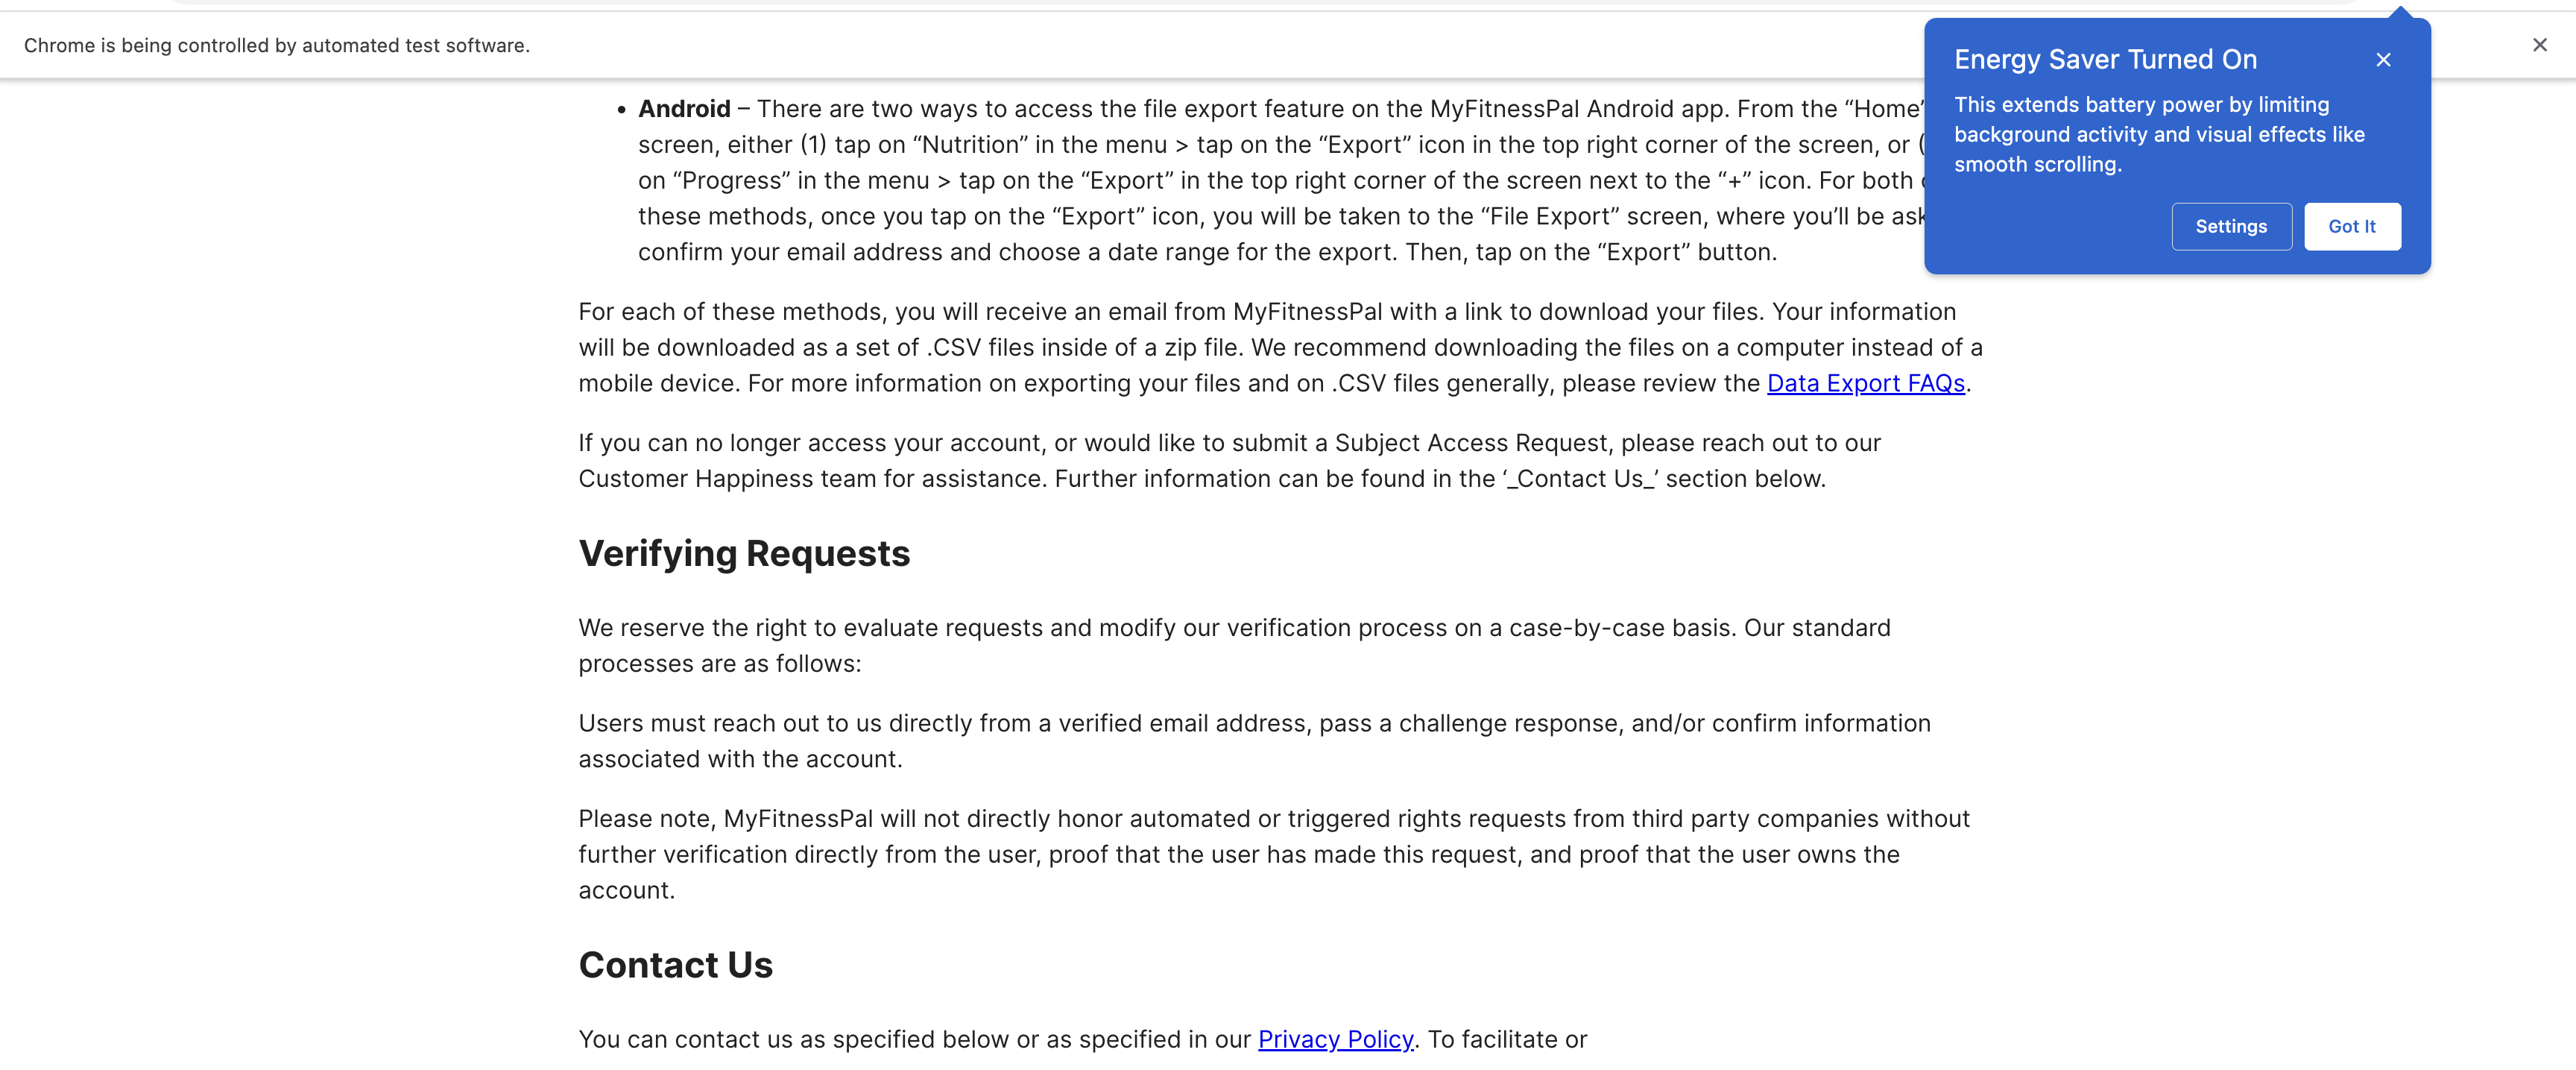 Chrome is being controlled by automated test software.
Energy Saver Turned On
This extends battery power by limiting
background activity and visual effects like
smooth scrolling.
Settings
Got It
• Android – There are two ways to access the file export feature on the MyFitnessPal Android app. From the “Home”
screen, either (1) tap on “Nutrition” in the menu > tap on the “Export” icon in the top right corner of the screen, or (
on “Progress” in the menu > tap on the “Export” in the top right corner of the screen next to the “+” icon. For both
these methods, once you tap on the “Export” icon, you will be taken to the “File Export” screen, where you’ll be
confirm your email address and choose a date range for the export. Then, tap on the “Export” button.
For each of these methods, you will receive an email from MyFitnessPal with a link to download your files. Your information
will be downloaded as a set of .CSV files inside of a zip file. We recommend downloading the files on a computer instead of a
mobile device. For more information on exporting your files and on .CSV files generally, please review the Data Export FAQs.
If you can no longer access your account, or would like to submit a Subject Access Request, please reach out to our
Customer Happiness team for assistance. Further information can be found in the ‘_Contact Us_’ section below.
Verifying Requests
We reserve the right to evaluate requests and modify our verification process on a case-by-case basis. Our standard
processes are as follows:
Users must reach out to us directly from a verified email address, pass a challenge response, and/or confirm information
associated with the account.
Please note, MyFitnessPal will not directly honor automated or triggered rights requests from third party companies without
further verification directly from the user, proof that the user has made this request, and proof that the user owns the
account.
Contact Us
You can contact us as specified below or as specified in our Privacy Policy. To facilitate or